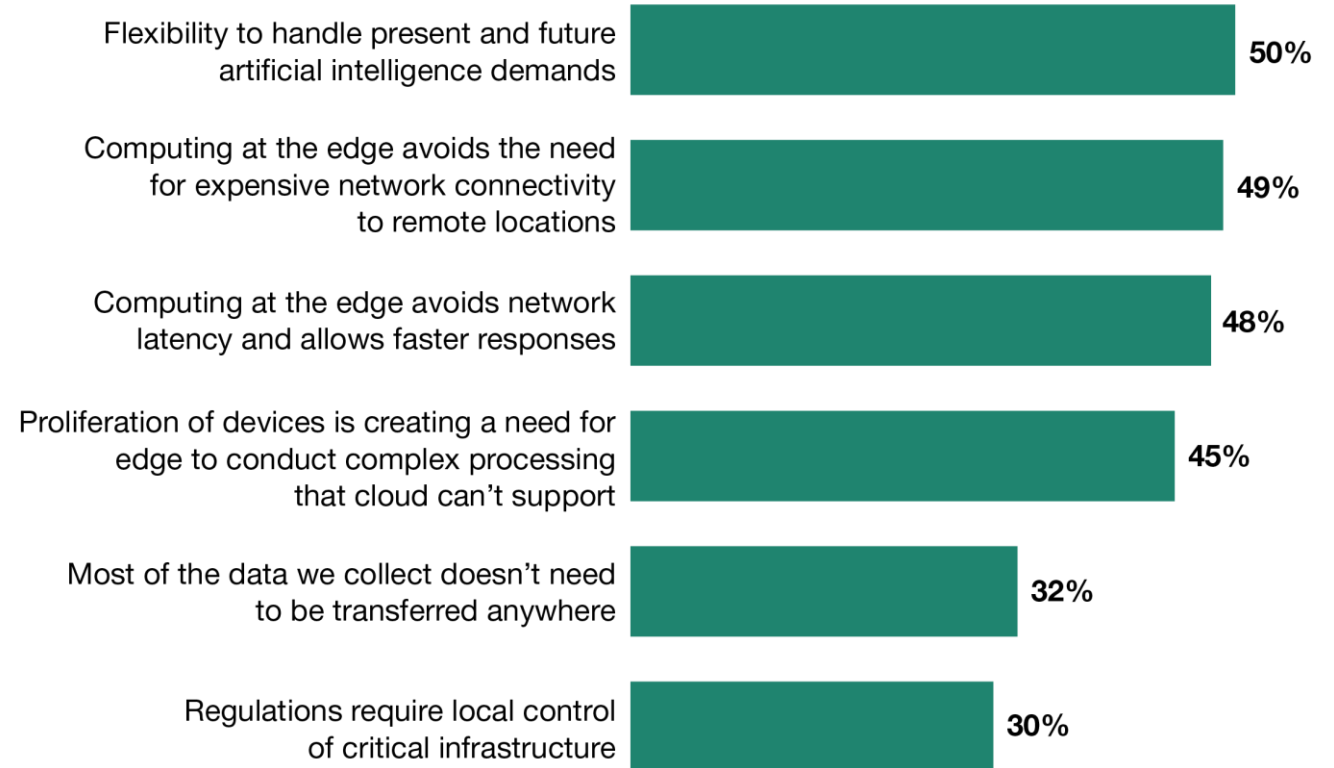 Flexibility to handle present and future
artificial intelligence demands
50%
Computing at the edge avoids the need
for expensive network connectivity
to remote locations
49%
Computing at the edge avoids network
latency and allows faster responses
48%
Proliferation of devices is creating a need for
edge to conduct complex processing
that cloud can’t support
45%
Most of the data we collect doesn’t need
to be transferred anywhere
32%
Regulations require local control
of critical infrastructure
30%